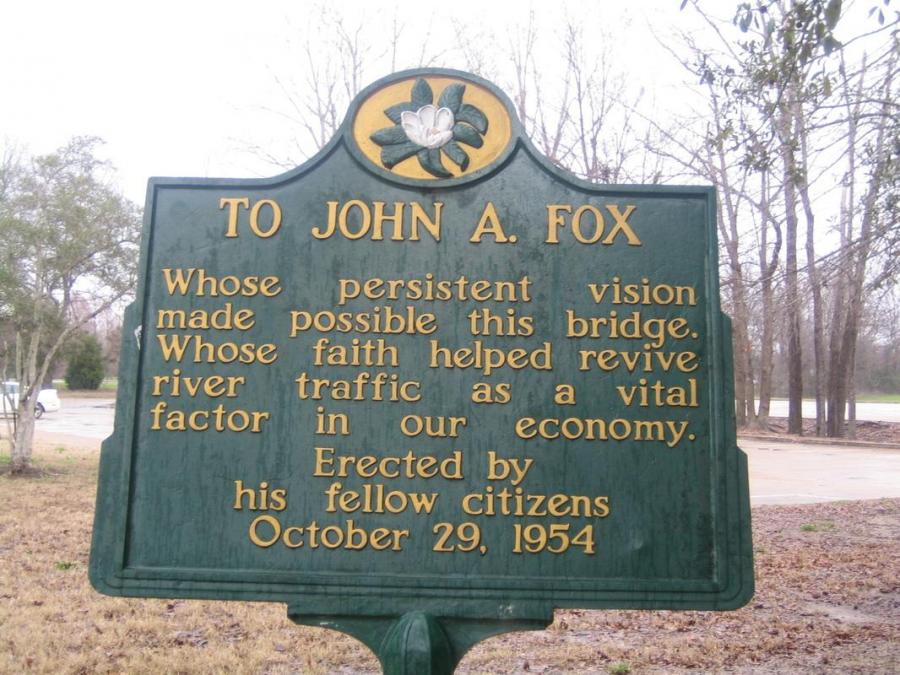 TO JOHN A. FOX
Whose persistent vision
made possible this bridge.
Whose faith helped revive
river traffic as a vital
factor in our economy.
Erected by
his fellow citizens
October 29, 1954